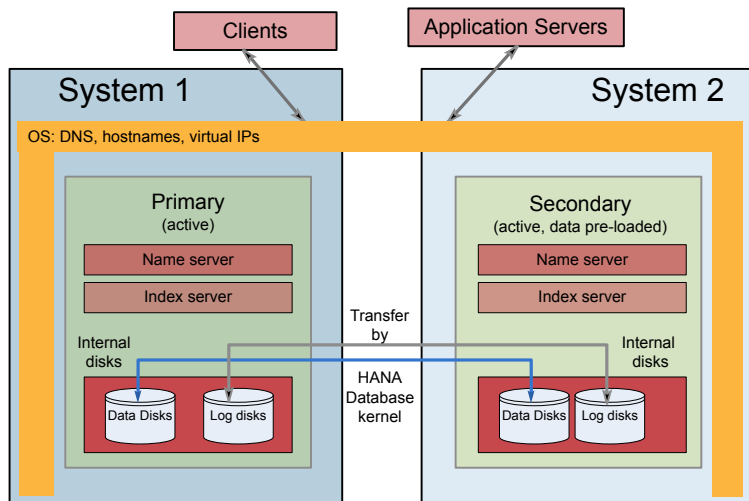 Clients
Application Servers
System 1
System 2
OS: DNS, hostnames, virtual IPs
Primary
(active)
Name server
Index server
Internal
disks
Data Disks
Log disks
Transfer
by
HANA
Database
kernel
Secondary
(active, data pre-loaded)
Name server
Index server
Internal
disks
Data Disks
Log disks